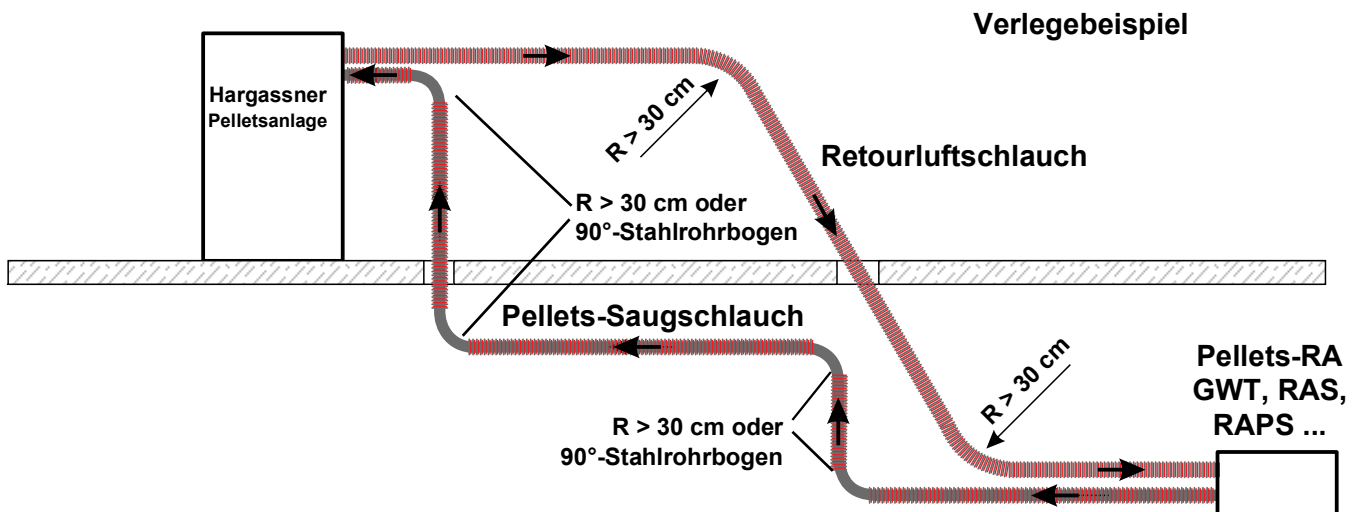 Verlegebeispiel
Hargassner
Pelletsanlage
R > 30 cm
Retourluftschlauch
R > 30 cm oder
90°-Stahlrohrbogen
Pellets-Saugschlauch
R > 30 cm
Pellets-RA
GWT, RAS,
RAPS ...
R > 30 cm oder
90°-Stahlrohrbogen